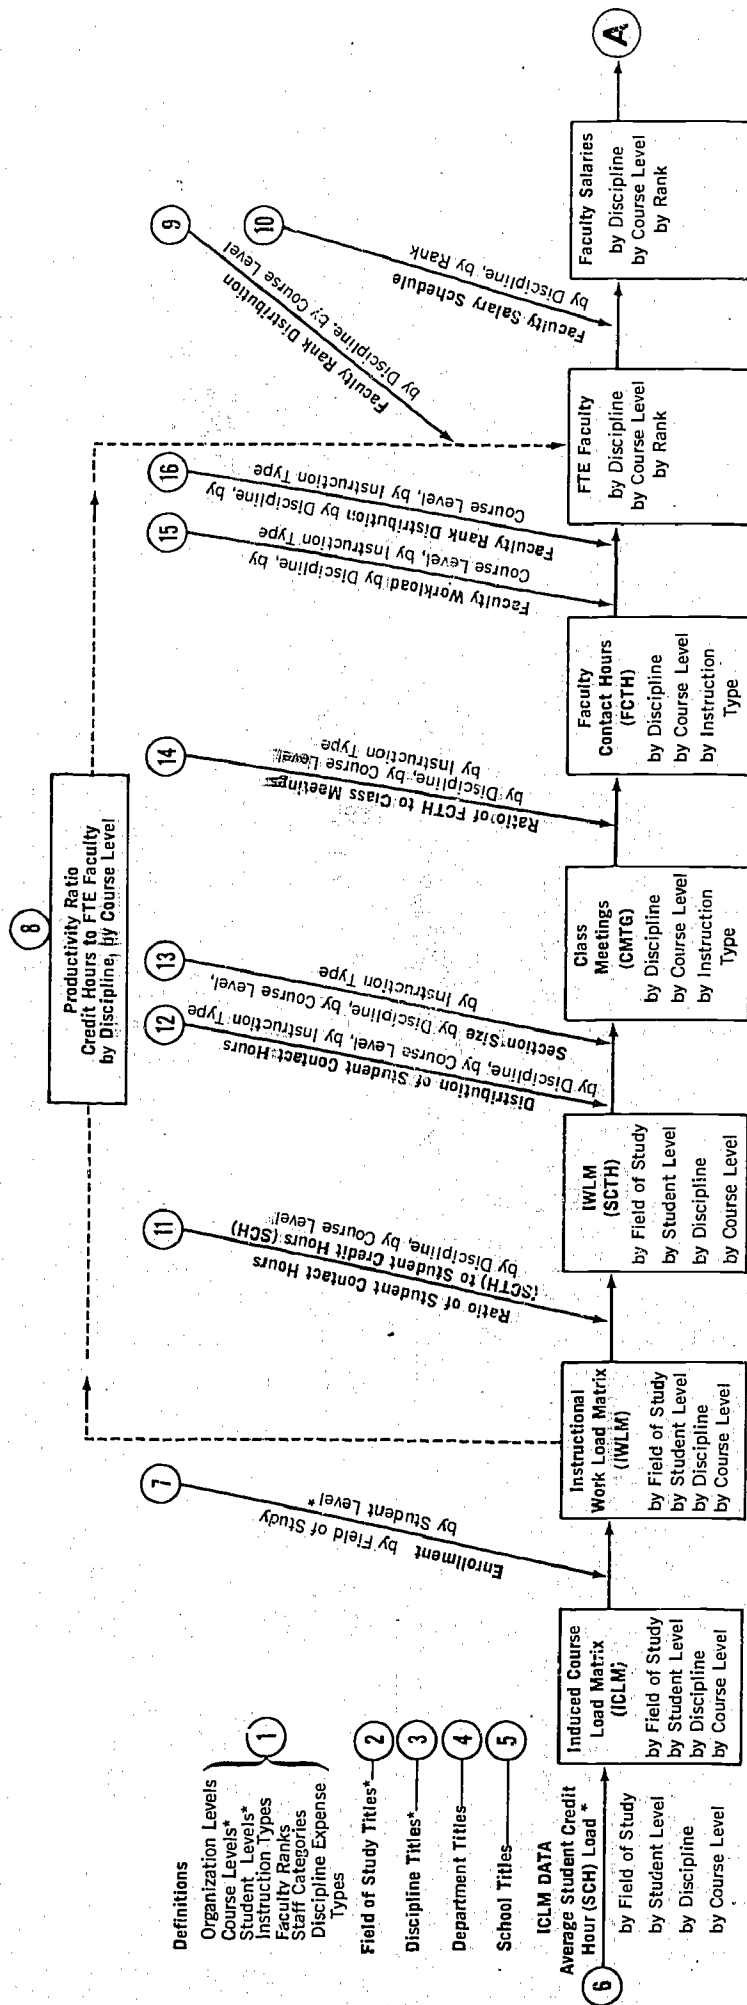 Definitions
Organization Levels
Course Levels*
Student Levels*
Instruction Types
Faculty Ranks
Staff Categories
Discipline Expense
Types
1
Field of Study Titles*
2
Discipline Titles*
3
Department Titles
4
School Titles
5
ICLM DATA
Average Student Credit
Hour (SCH) Load *
6
by Field of Study
by Student Level
by Discipline
by Course Level
Induced Course
Load Matrix
(ICLM)
by Field of Study
by Student Level
by Discipline
by Course Level
7
Enrollment by Field of Study
by Student Level*
Instructional
Work Load Matrix
(IWLM)
by Field of Study
by Student Level
by Discipline
by Course Level
8
Productivity Ratio
Credit Hours to FTE Faculty
by Discipline, by Course Level
11
Ratio of Student Contact Hours
(SCTH) to Student Credit Hours (SCH)
by Discipline, by Course Level
IWLM
(SCTH)
by Field of Study
by Student Level
by Discipline
by Course Level
12
Distribution of Student Contact Hours
by Discipline, by Course Level, by Instruction Type
13
Section Size by Discipline, by Course Level,
by Instruction Type
Class
Meetings
(CMTG)
by Discipline
by Course Level
by Instruction
Type
14
Ratio of FCTH to Class Meetings
by Discipline, by Course Level
by Instruction Type
Faculty
Contact Hours
(FCTH)
by Discipline
by Course Level
by Instruction
Type
15
Faculty Workload by Discipline, by
Course Level, by Instruction Type
16
Faculty Rank Distribution by Discipline, by
Course Level, by Instruction Type
9
Faculty Rank Distribution
by Discipline, by Course Level
FTE Faculty
by Discipline
by Course Level
by Rank
10
Faculty Salary Schedule
by Discipline, by Rank
Faculty Salaries
by Discipline
by Course Level
by Rank
A